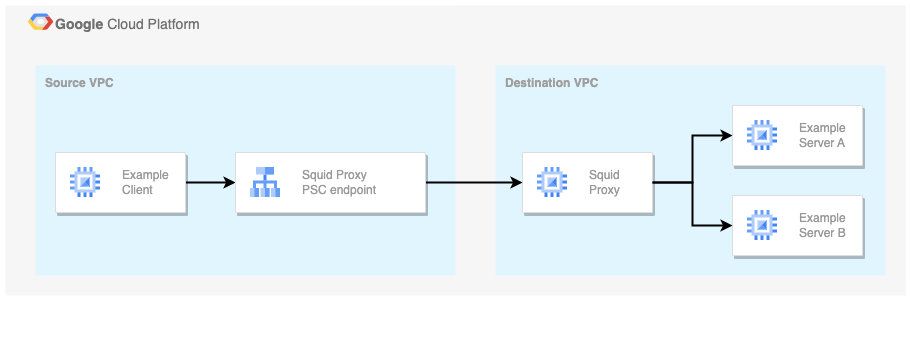 Google Cloud Platform
Source VPC
Example
Client
Squid Proxy
PSC endpoint
Destination VPC
Squid
Proxy
Example
Server A
Example
Server B